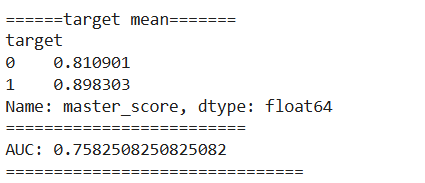 ======target mean=======
target
0    0.810901
1    0.898303
Name: master_score, dtype: float64
=========================
AUC: 0.7582508250825082
===============================